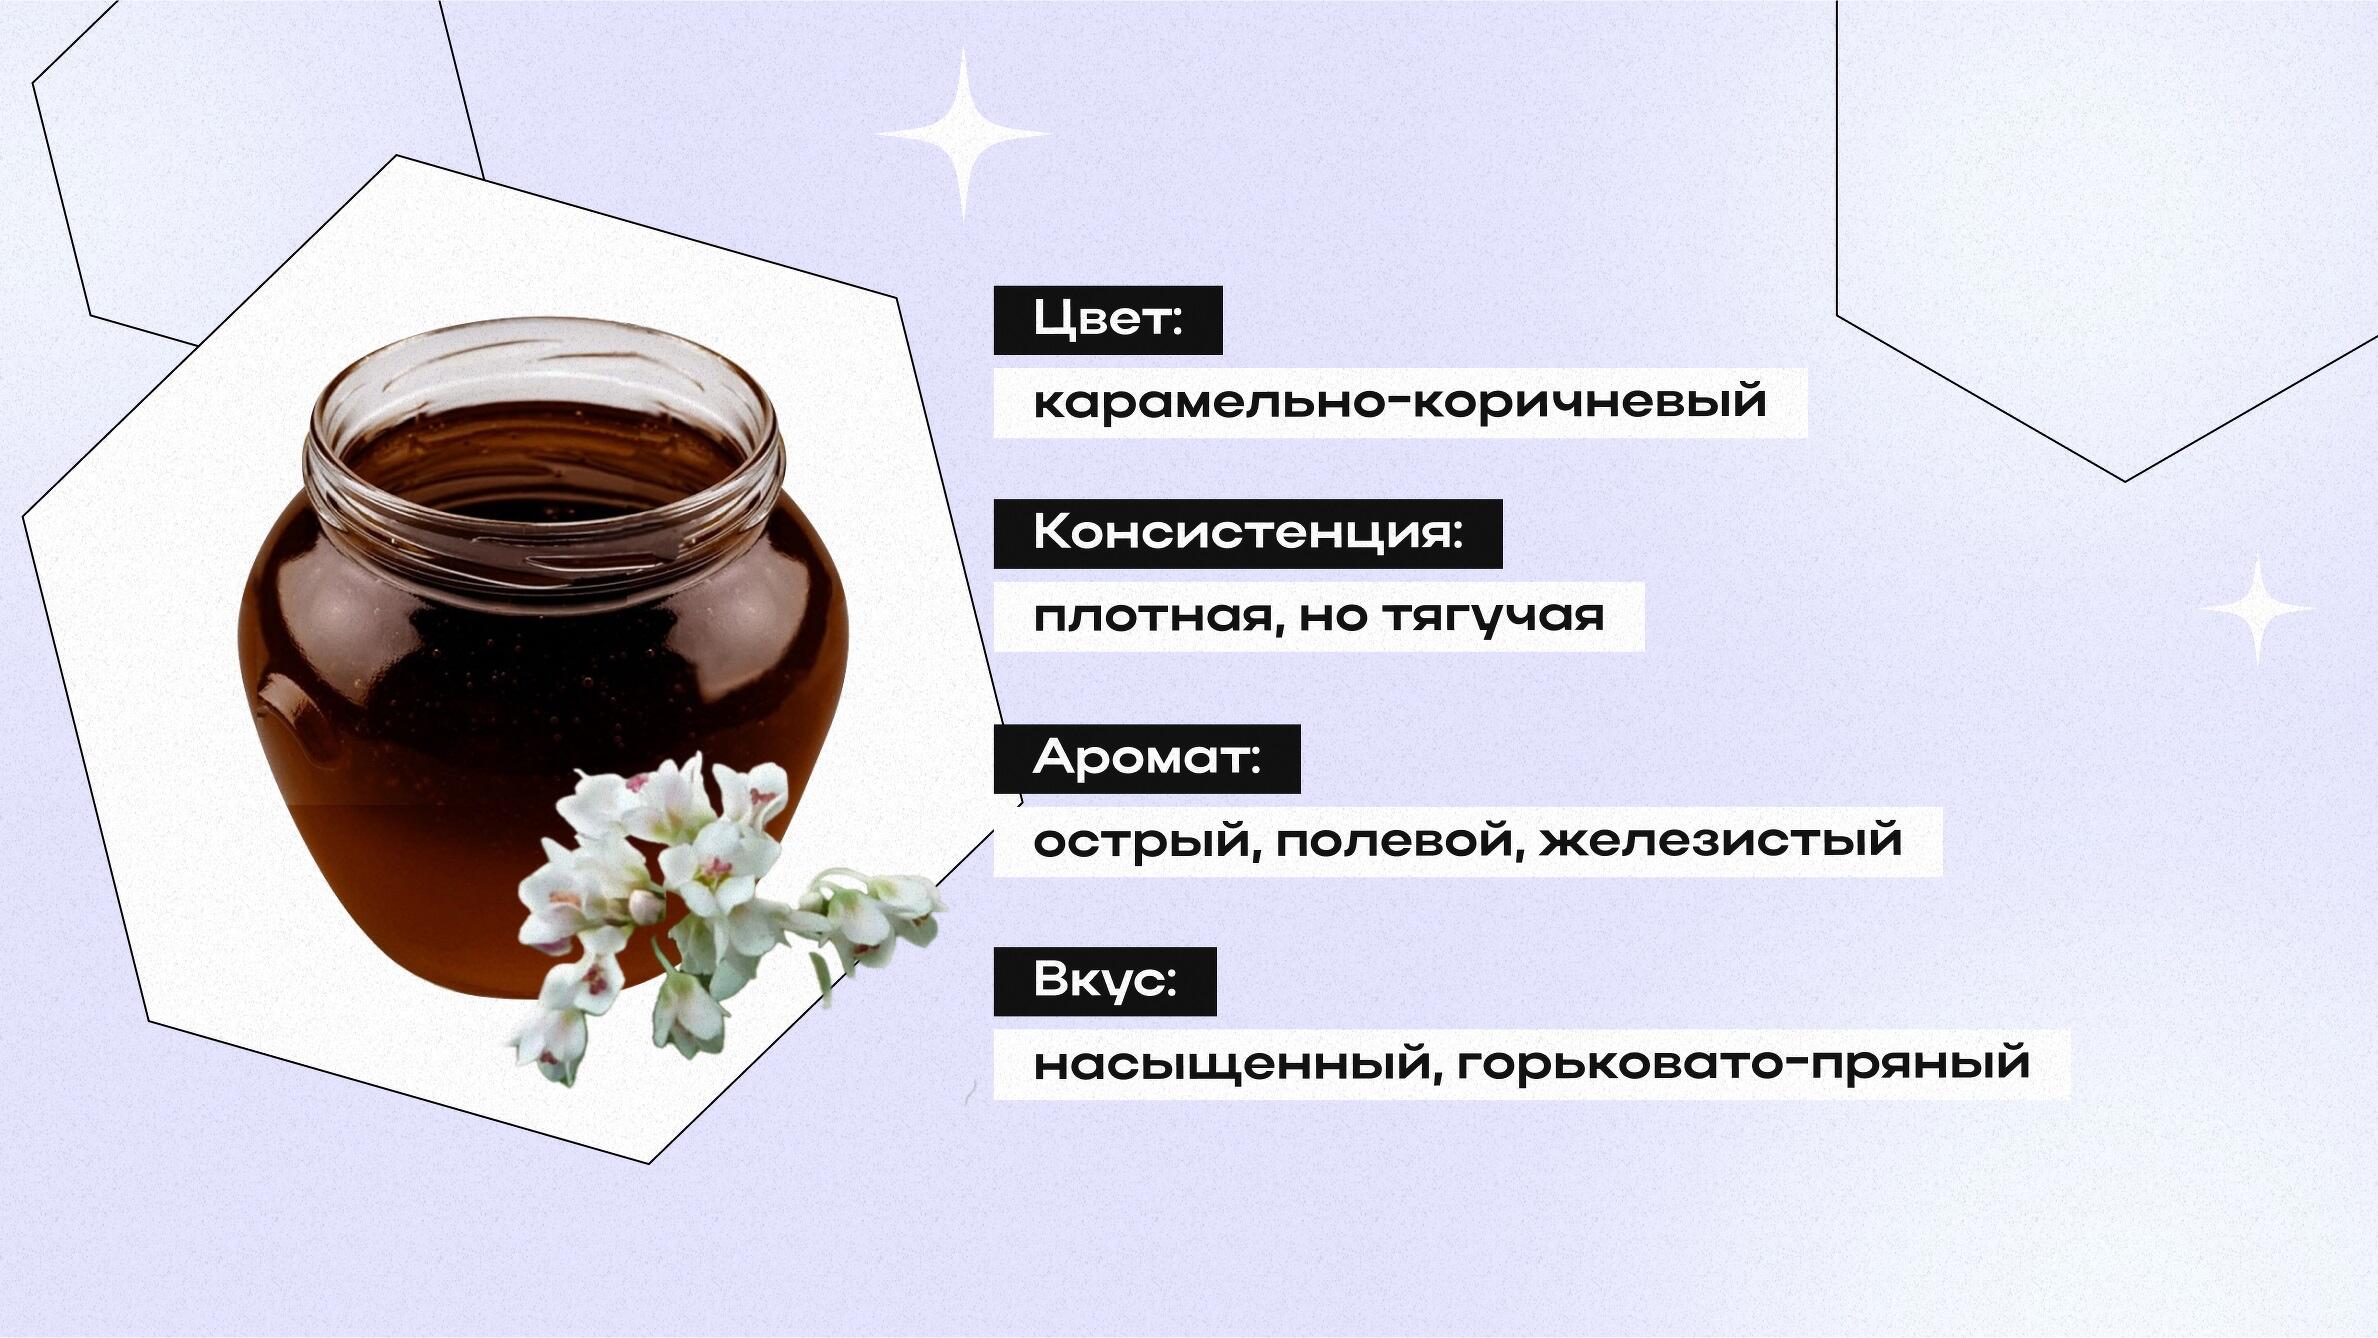 Цвет:
карамельно-коричневый
Консистенция:
плотная, но тягучая
Аромат:
острый, полевой, железистый
Вкус:
насыщенный, горьковато-пряный